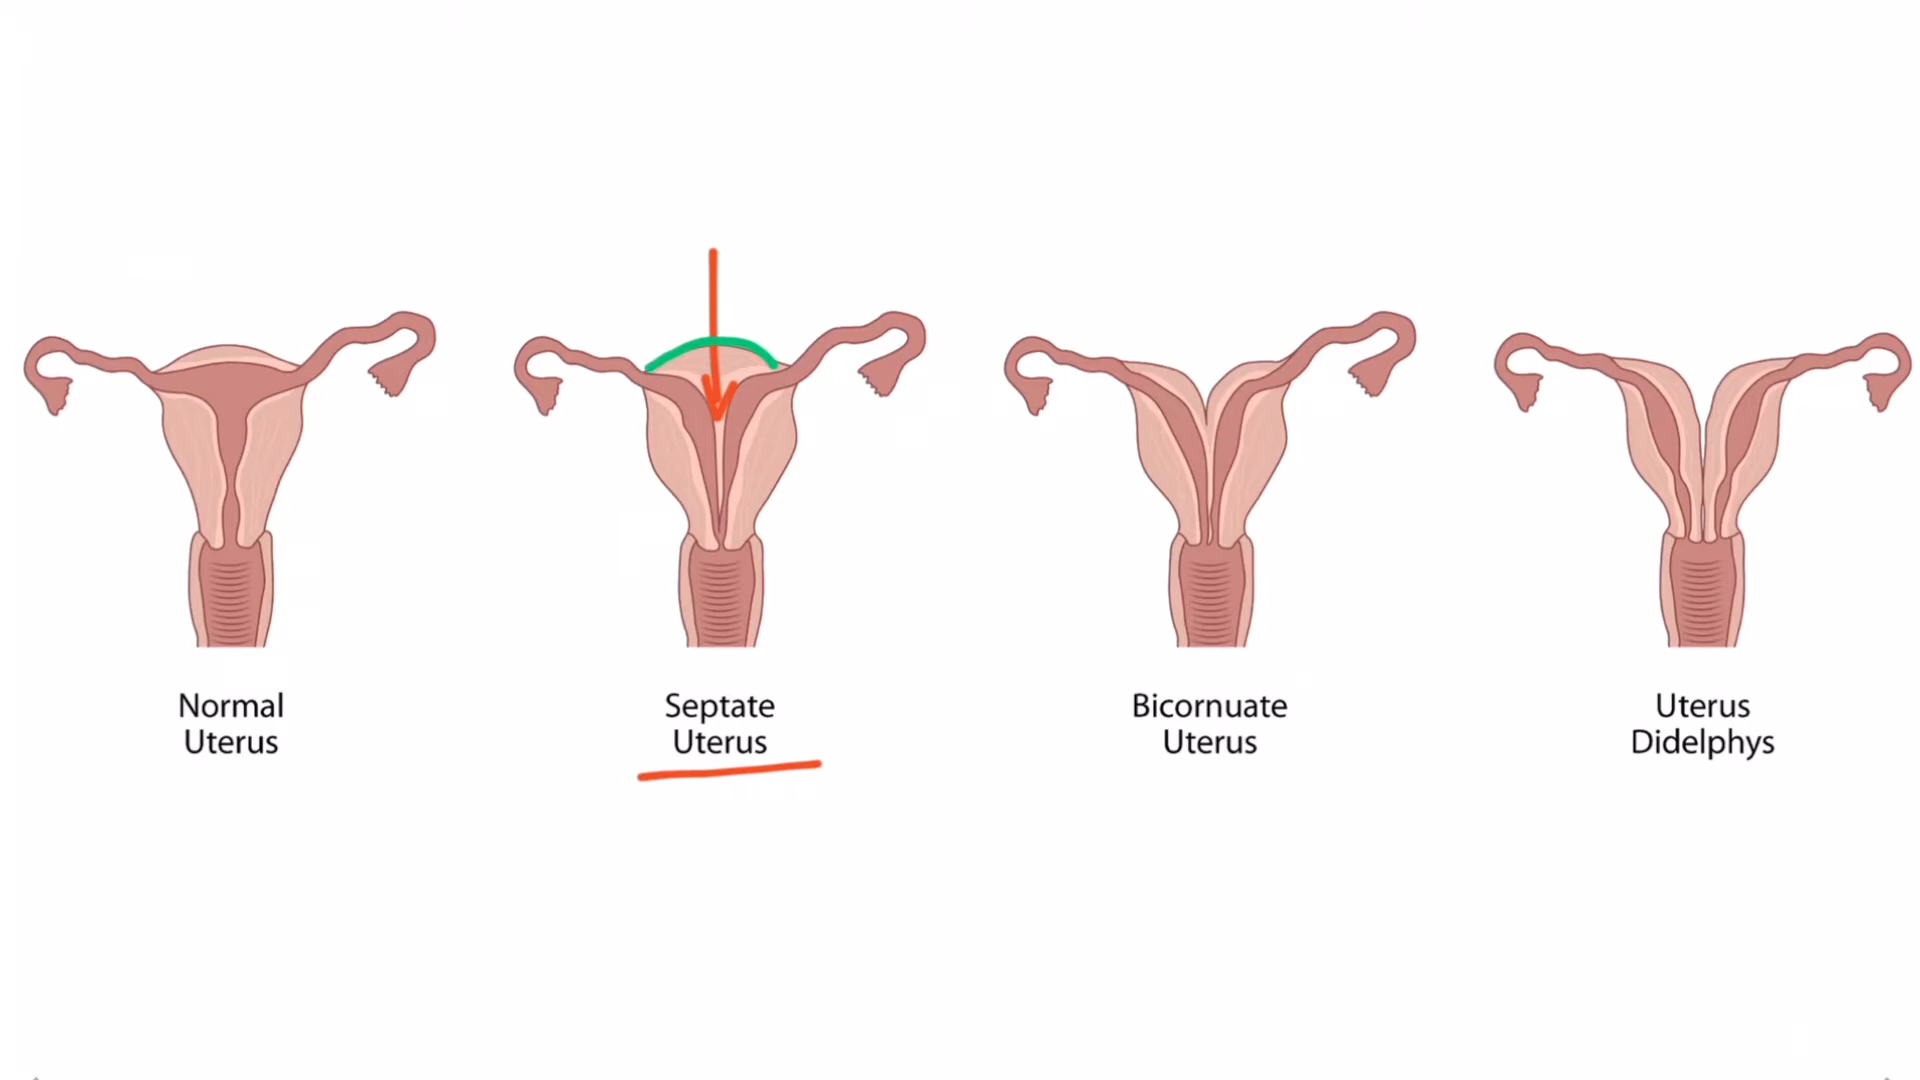 Normal
Uterus
Septate
Uterus
Bicornuate
Uterus
Uterus
Didelphys